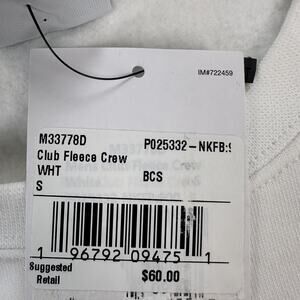 IM#722459
M33778D P025332-NKFB:
Club Fleece Crew
WHT
S BCS
1 96792 09475 1
Suggested
Retail $60.00